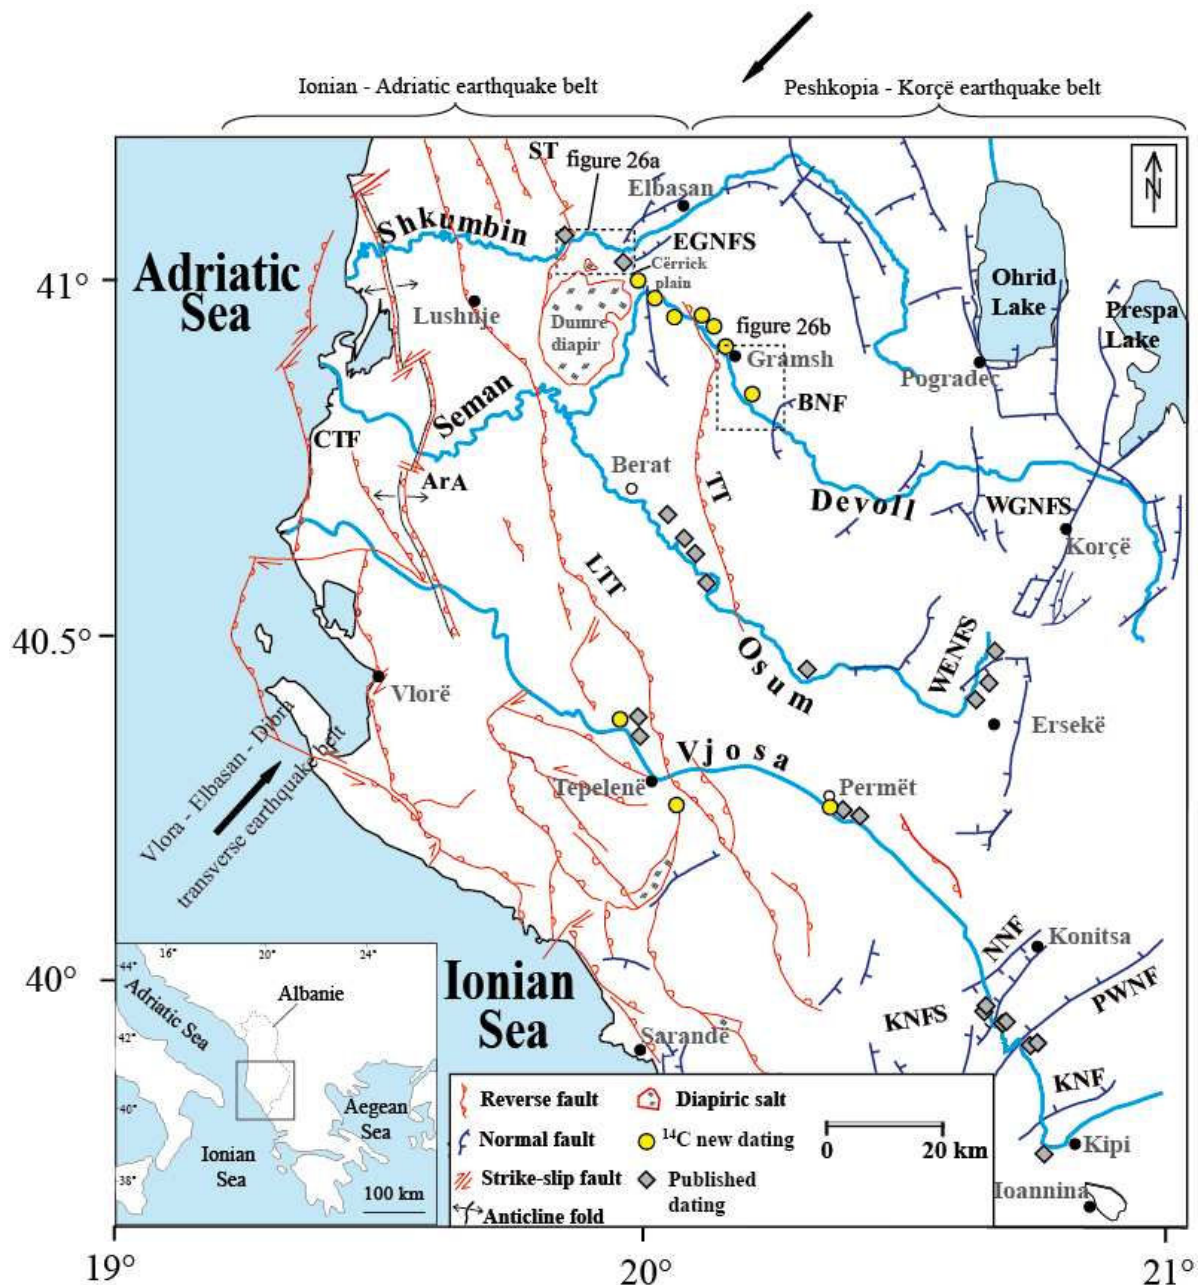 Ionian - Adriatic earthquake belt
Peshkopia - Korçë earthquake belt
ST
figure 26a
Elbasan
N
Shkumbin
EGNFS
Cërrick
plain
41°
Adriatic
Sea
Ohrid
Lake
Prespa
Lake
Lushnje
Dumre
diapir
figure 26b
Gramsh
Pogradec
Seman
BNF
CTF
ArA
Berat
TT
Devoll
WGNFS
Korçë
LTT
40.5°
Osum
WENFS
Vlorë
Ersekë
Vlora - Elbasan - Dibra
transverse earthquake belt
Vjosa
Tepelenë
Permët
NNF
Konitsa
40°
Ionian
Sea
KNFS
PWNF
Sarandë
KNF
Kipi
Ioannina
16°
20°
24°
44°
Albanie
Adriatic Sea
42°
40°
Aegean
Sea
Ionian
Sea
38°
100 km
Reverse fault
Diapiric salt
Normal fault
14C new dating
Strike-slip fault
Published
dating
Anticline fold
0
20 km
19°
20°
21°